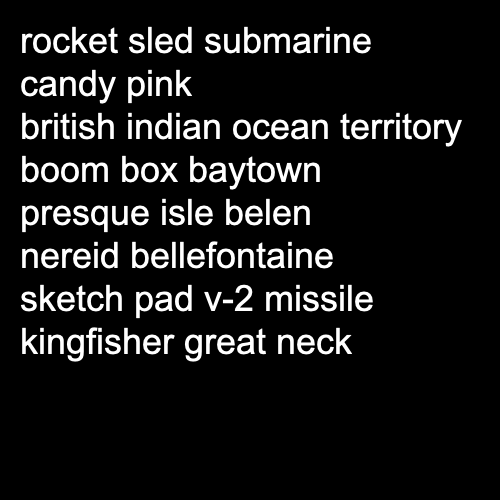 rocket sled submarine
candy pink
british indian ocean territory
boom box baytown
presque isle belen
nereid bellefontaine
sketch pad v-2 missile
kingfisher great neck